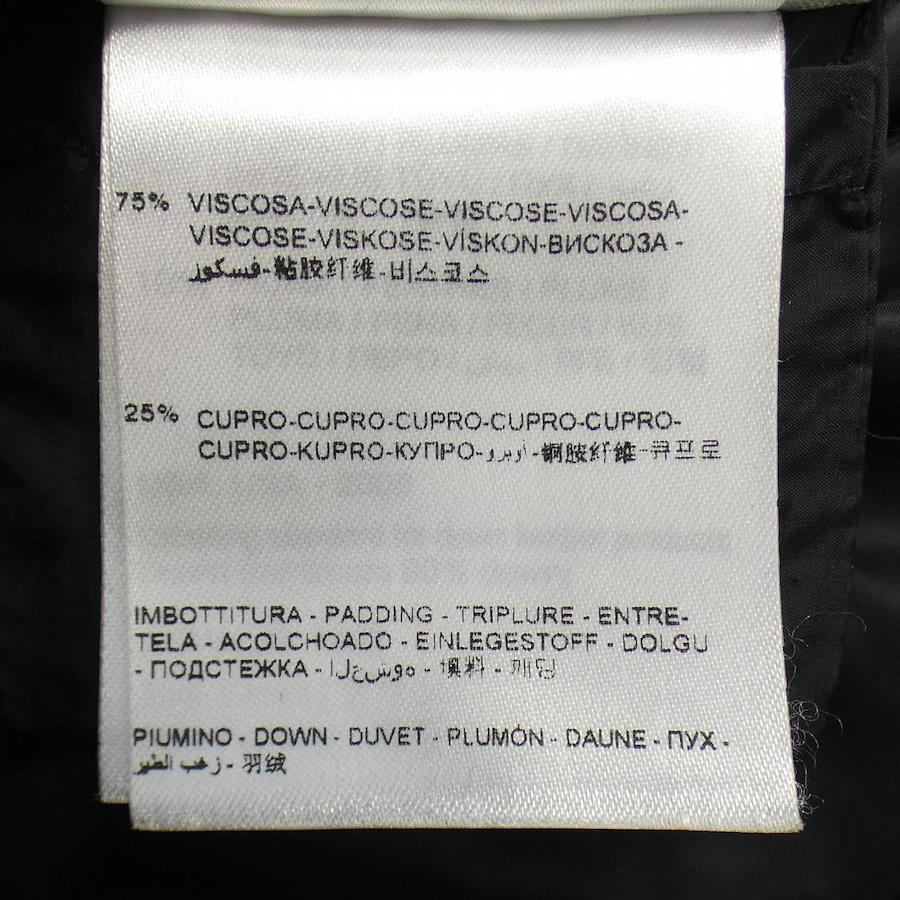 75% VISCOSA-VISCOSE-VISCOSE-VISCOSA-
VISCOSE-VISKOSE-VİSKON-ВИСКОЗА -
فسكوز-粘胶纤维-비스코스
25% CUPRO-CUPRO-CUPRO-CUPRO-CUPRO-
CUPRO-KUPRO-КУПРО- -铜胺纤维-큐프로
IMBOTTITURA - PADDING - TRIPLURE - ENTRE-
TELA - ACOLCHOADO - EINLEGESTOFF - DOLGU
- ПОДСТЕЖКА - - 填料 - 패딩
PIUMINO - DOWN - DUVET - PLUMÓN - DAUNE - ПУХ -
زغب الطير - 羽绒